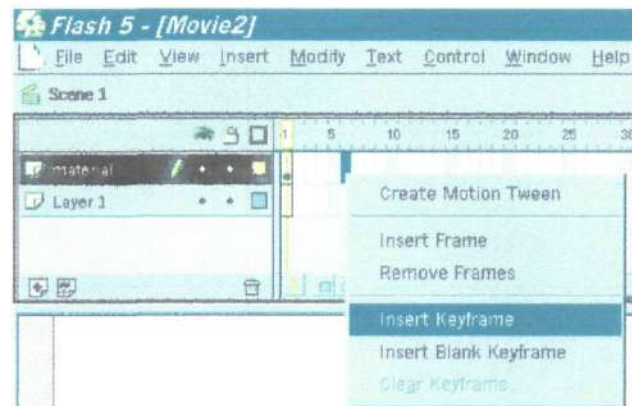 Flash 5 - [Movie2]
File Edit View Insert Modify Text Control Window Help
Scene 1
1 5 10 15 20 25 30
material
Layer 1
Create Motion Tween
Insert Frame
Remove Frames
Insert Keyframe
Insert Blank Keyframe
Clear Keyframe